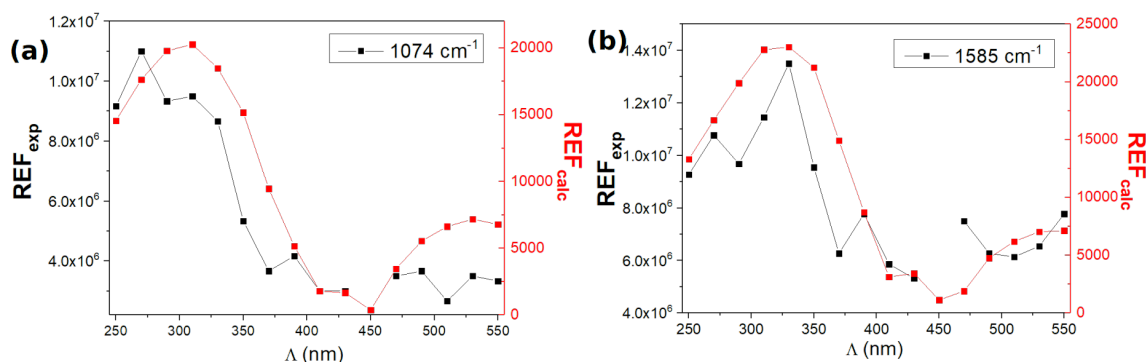 (a)
1074 cm⁻¹
REF_exp
1.2x10⁷
1.0x10⁷
8.0x10⁶
6.0x10⁶
4.0x10⁶
20000
15000
10000
5000
0
REF_calc
250 300 350 400 450 500 550
Λ (nm)
(b)
1585 cm⁻¹
REF_exp
1.4x10⁷
1.2x10⁷
1.0x10⁷
8.0x10⁶
6.0x10⁶
4.0x10⁶
25000
20000
15000
10000
5000
0
REF_calc
250 300 350 400 450 500 550
Λ (nm)